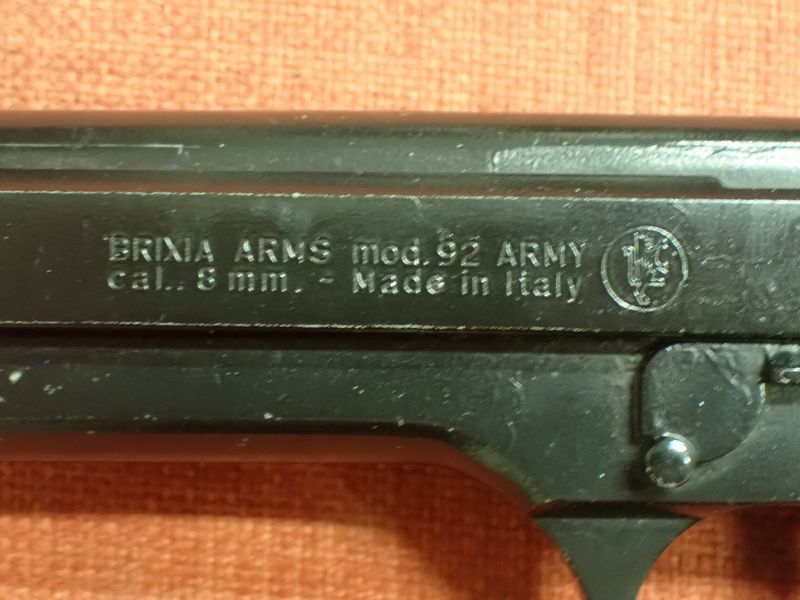 BRIXIA ARMS mod. 92 ARMY
cal. 8 mm. - Made in Italy